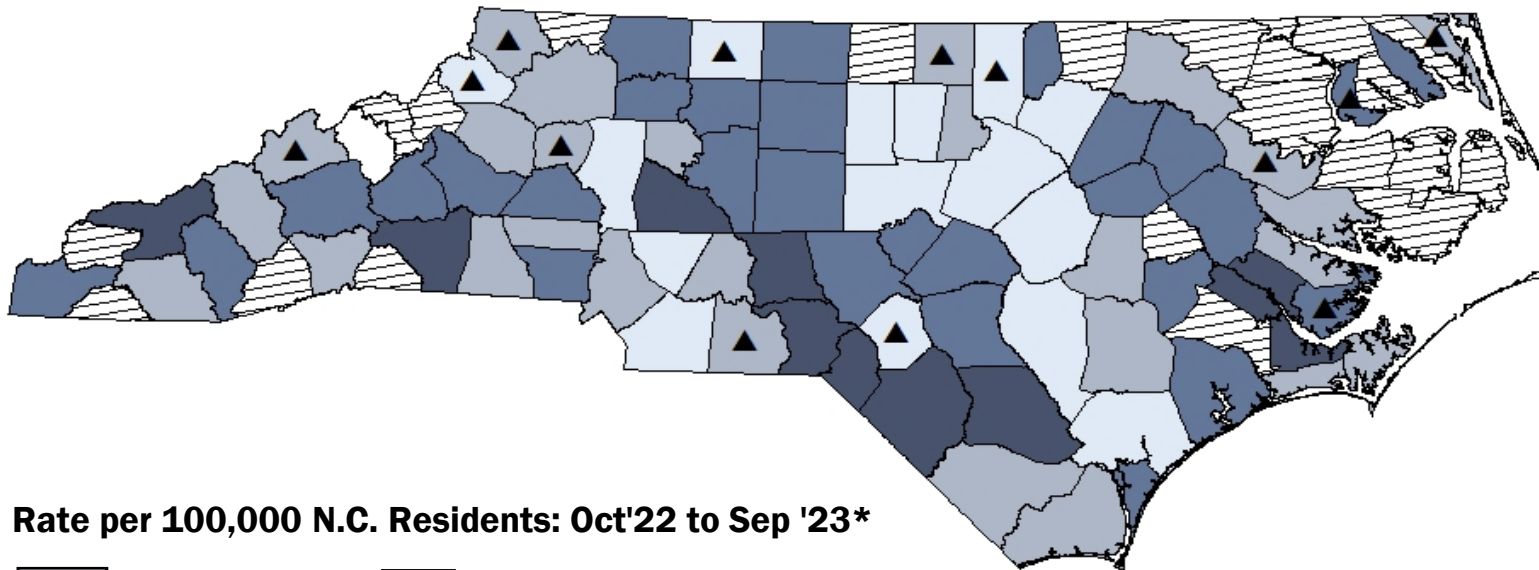 Rate per 100,000 N.C. Residents: Oct'22 to Sep '23*